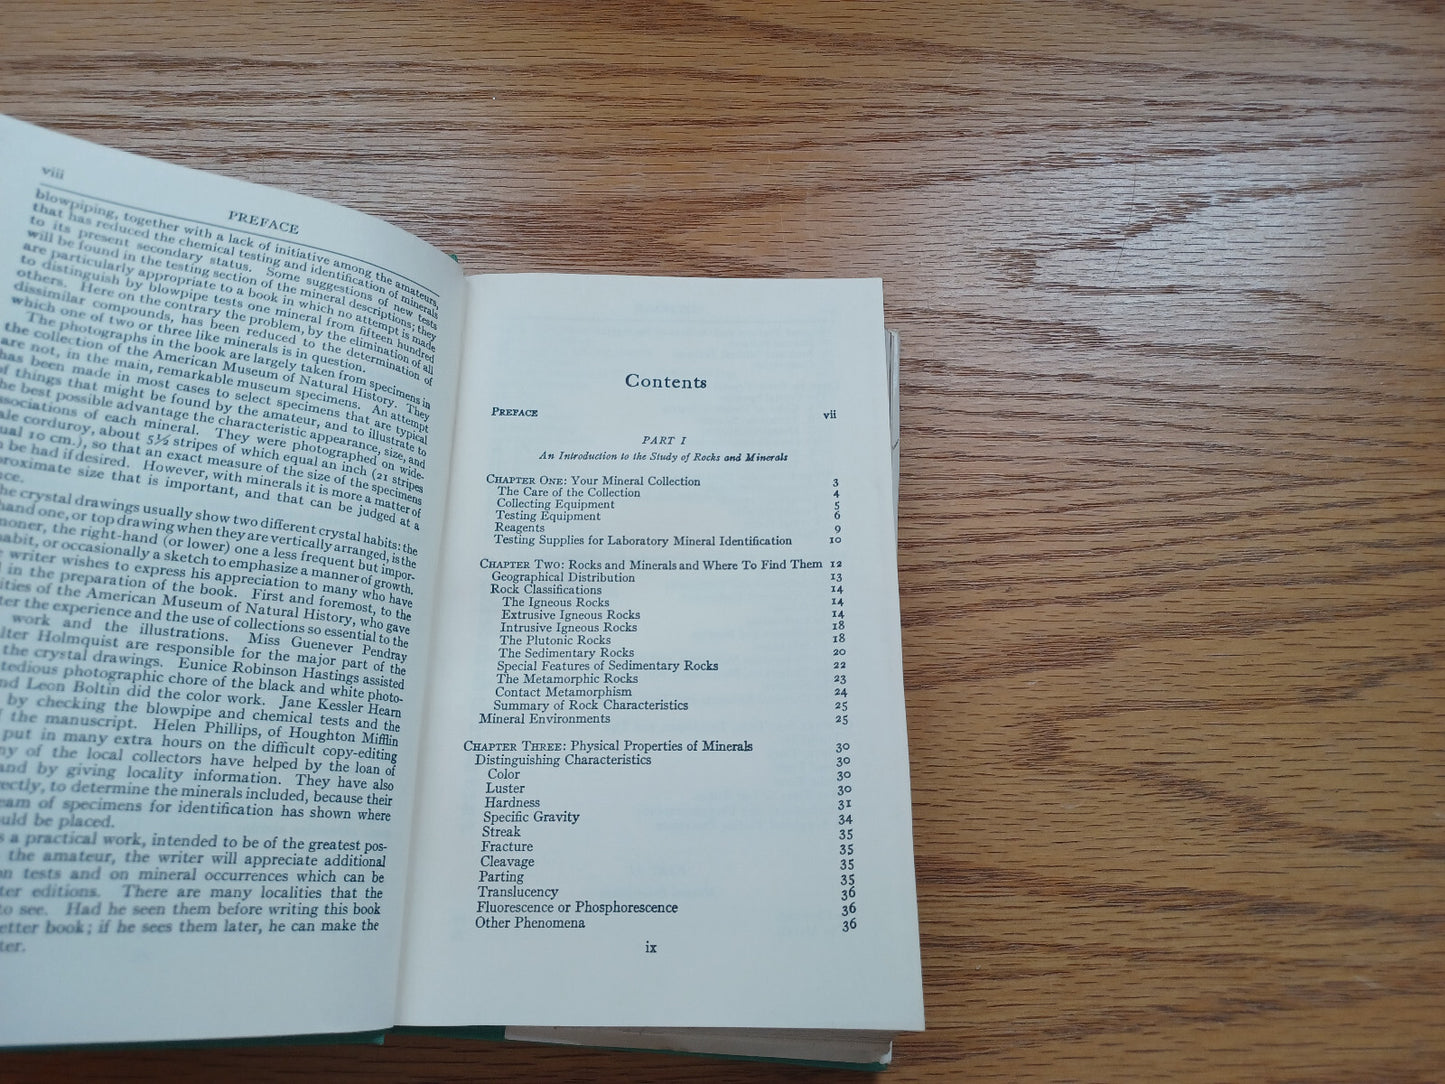 viii
PREFACE
blowpiping, together with a lack of initiative among the amateurs,
that has reduced the chemical testing and identification of minerals
to its present secondary status. Some suggestions of new tests
will be found in the testing section of the mineral descriptions; they
are particularly appropriate to a book in which no attempt is made
to distinguish by blowpipe tests one mineral from fifteen hundred
others. Here on the contrary the problem, by the elimination of all
dissimilar compounds, has been reduced to the determination of
which one of two or three like minerals is in question.
The photographs in the book are largely taken from specimens in
the collection of the American Museum of Natural History. They
are not, in the main, remarkable museum specimens. An attempt
has been made in most cases to select specimens that are typical
of things that might be found by the amateur, and to illustrate to
the best possible advantage the characteristic appearance, size, and
associations of each mineral. They were photographed on wide-
ale corduroy, about 5½ stripes of which equal an inch (21 stripes
ual 10 cm.), so that an exact measure of the size of the specimens
n be had if desired. However, with minerals it is more a matter of
proximate size that is important, and that can be judged at a
nce.
he crystal drawings usually show two different crystal habits: the
hand one, or top drawing when they are vertically arranged, is the
moner, the right-hand (or lower) one a less frequent but impor-
habit, or occasionally a sketch to emphasize a manner of growth.
writer wishes to express his appreciation to many who have
in the preparation of the book. First and foremost, to the
ities of the American Museum of Natural History, who gave
ter the experience and the use of collections so essential to the
work and the illustrations. Miss Guenever Pendray
lter Holmquist are responsible for the major part of the
the crystal drawings. Eunice Robinson Hastings assisted
tedious photographic chore of the black and white photo-
nd Leon Boltin did the color work. Jane Kessler Hearn
by checking the blowpipe and chemical tests and the
f the manuscript. Helen Phillips, of Houghton Mifflin
put in many extra hours on the difficult copy-editing
ny of the local collectors have helped by the loan of
and by giving locality information. They have also
rectly, to determine the minerals included, because their
eam of specimens for identification has shown where
uld be placed.
s a practical work, intended to be of the greatest pos-
the amateur, the writer will appreciate additional
on tests and on mineral occurrences which can be
ter editions. There are many localities that the
to see. Had he seen them before writing this book
etter book; if he sees them later, he can make the
ter.
Contents
PREFACE vii
PART I
An Introduction to the Study of Rocks and Minerals
CHAPTER ONE: Your Mineral Collection 3
The Care of the Collection 4
Collecting Equipment 5
Testing Equipment 6
Reagents 9
Testing Supplies for Laboratory Mineral Identification 10
CHAPTER TWO: Rocks and Minerals and Where To Find Them 12
Geographical Distribution 13
Rock Classifications 14
The Igneous Rocks 14
Extrusive Igneous Rocks 14
Intrusive Igneous Rocks 18
The Plutonic Rocks 18
The Sedimentary Rocks 20
Special Features of Sedimentary Rocks 22
The Metamorphic Rocks 23
Contact Metamorphism 24
Summary of Rock Characteristics 25
Mineral Environments 25
CHAPTER THREE: Physical Properties of Minerals 30
Distinguishing Characteristics 30
Color 30
Luster 30
Hardness 31
Specific Gravity 34
Streak 35
Fracture 35
Cleavage 35
Parting 35
Translucency 36
Fluorescence or Phosphorescence 36
Other Phenomena 36
ix